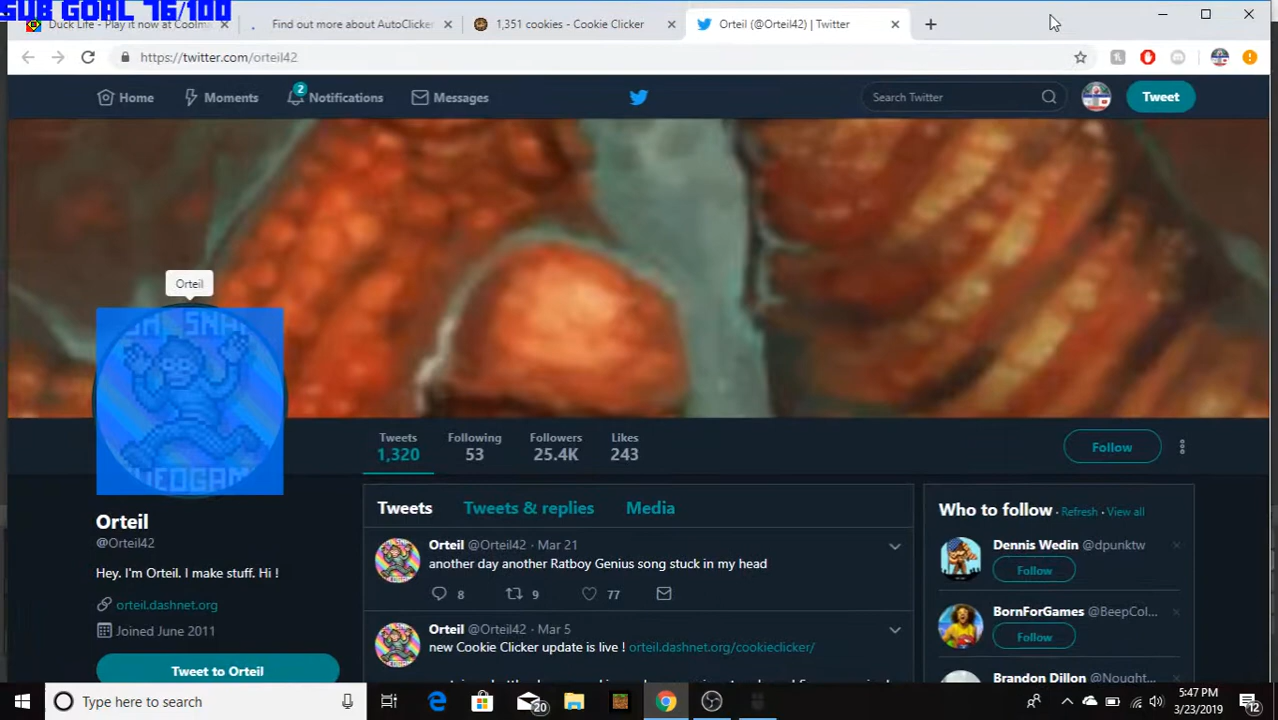 SUB GOAL 76/100
Duck Life - Play it now at Coolm
Find out more about AutoClicker
1,351 cookies - Cookie Clicker
Orteil (@Orteil42) | Twitter
https://twitter.com/orteil42
Home
Moments
2
Notifications
Messages
Search Twitter
Tweet
Orteil
Tweets
1,320
Following
53
Followers
25.4K
Likes
243
Follow
Orteil
@Orteil42
Hey. I'm Orteil. I make stuff. Hi !
orteil.dashnet.org
Joined June 2011
Tweet to Orteil
Tweets
Tweets & replies
Media
Orteil @Orteil42 · Mar 21
another day another Ratboy Genius song stuck in my head
8
9
77
Orteil @Orteil42 · Mar 5
new Cookie Clicker update is live ! orteil.dashnet.org/cookieclicker/
Who to follow · Refresh · View all
Dennis Wedin @dpunktw
Follow
BornForGames @BeepCol...
Follow
Brandon Dillon @Nought...
Type here to search
20
5:47 PM
3/23/2019
12